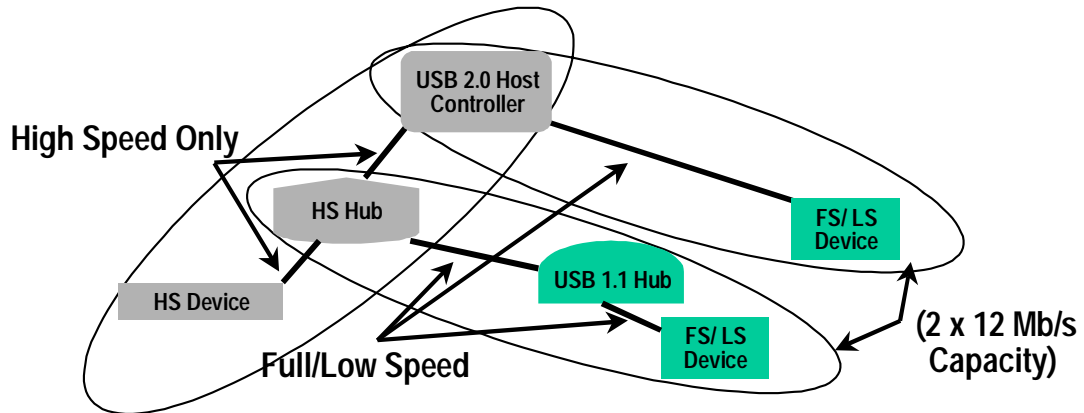 USB 2.0 Host
Controller
High Speed Only
HS Hub
FS/ LS
Device
USB 1.1 Hub
HS Device
(2 x 12 Mb/s
Capacity)
FS/ LS
Device
Full/Low Speed